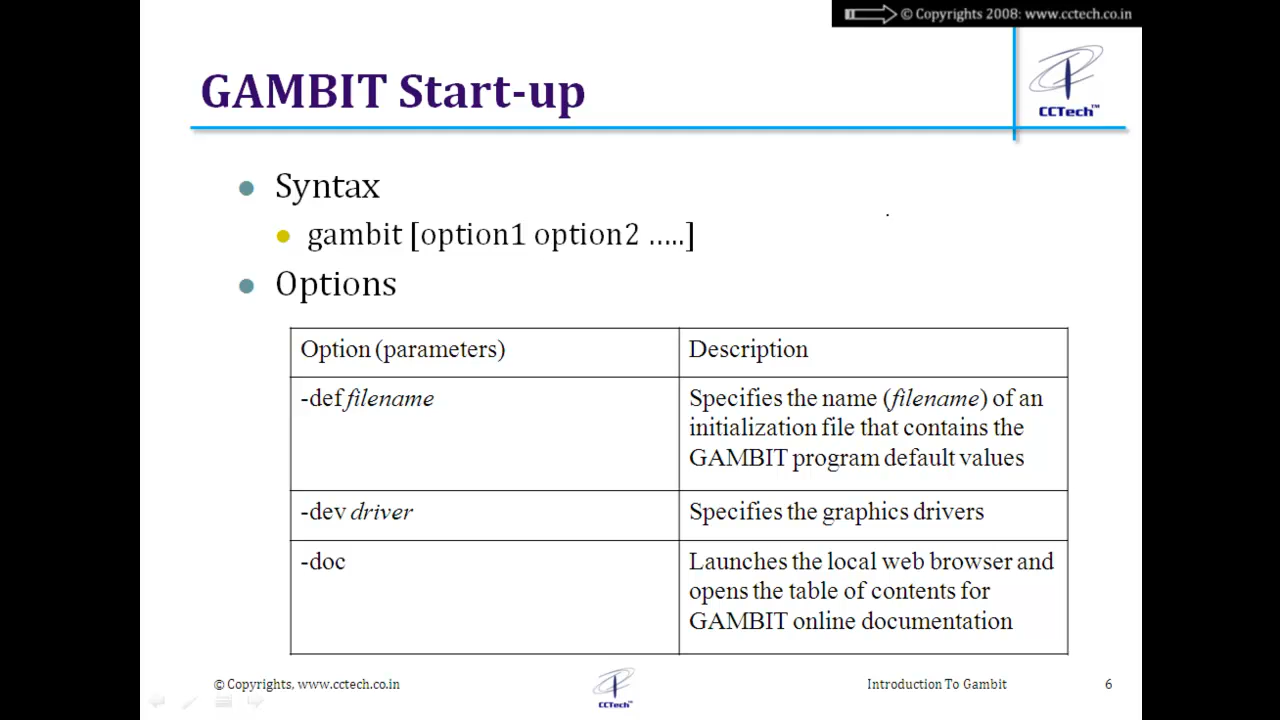 © Copyrights 2008: www.cctech.co.in
GAMBIT Start-up
CCTech™
Syntax
gambit [option1 option2 .....]
Options
Option (parameters)
Description
-def filename
Specifies the name (filename) of an
initialization file that contains the
GAMBIT program default values
-dev driver
Specifies the graphics drivers
-doc
Launches the local web browser and
opens the table of contents for
GAMBIT online documentation
© Copyrights, www.cctech.co.in
CCTech™
Introduction To Gambit
6